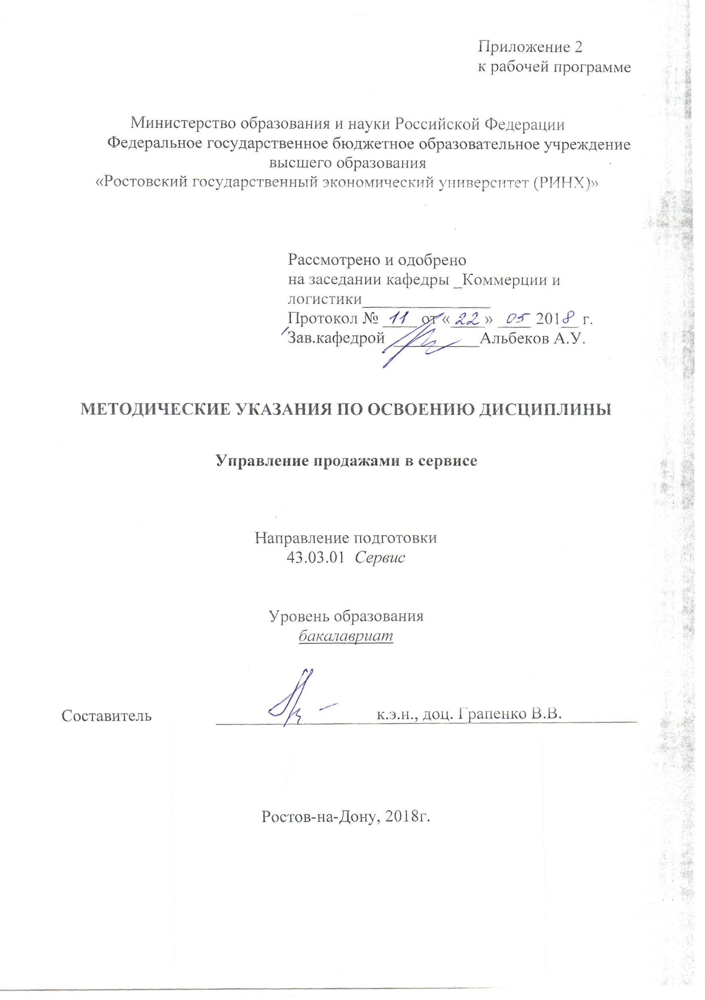 Приложение 2
к рабочей программе
Министерство образования и науки Российской Федерации
Федеральное государственное бюджетное образовательное учреждение
высшего образования
«Ростовский государственный экономический университет (РИНХ)»
Рассмотрено и одобрено
на заседании кафедры _Коммерции и
логистики________________
Протокол № 11 от «22» 05 2018 г.
Зав.кафедрой ___________Альбеков А.У.
МЕТОДИЧЕСКИЕ УКАЗАНИЯ ПО ОСВОЕНИЮ ДИСЦИПЛИНЫ
Управление продажами в сервисе
Направление подготовки
43.03.01 Сервис
Уровень образования
бакалавриат
Составитель к.э.н., доц. Грапенко В.В.
Ростов-на-Дону, 2018г.